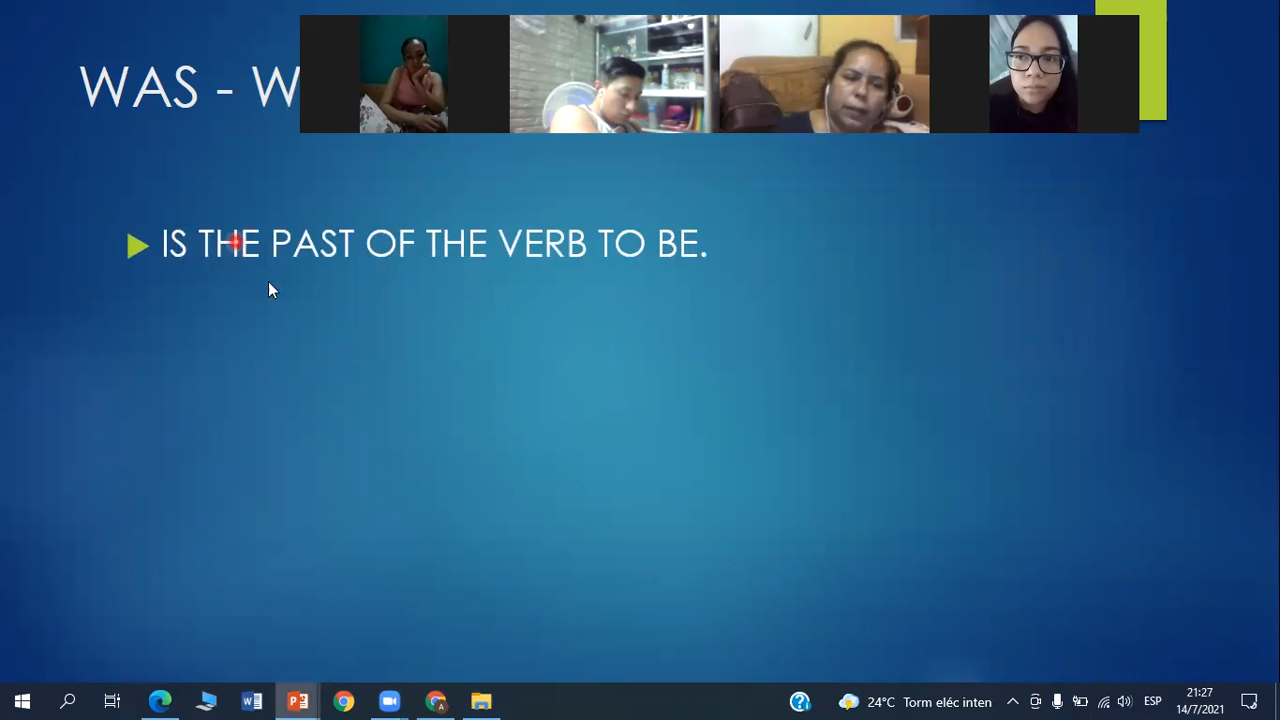 WAS - W
IS THE PAST OF THE VERB TO BE.
24°C Torm eléc inten
ESP
21:27
14/7/2021